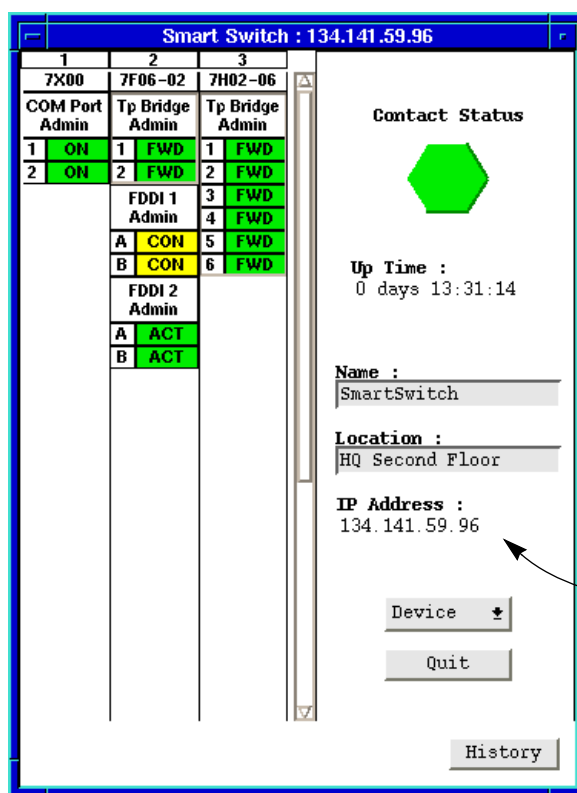 Smart Switch : 134.141.59.96
1 2 3
7X00 7F06-02 7H02-06
COM Port Admin
1 ON
2 ON
Tp Bridge Admin
1 FWD
2 FWD
FDDI 1 Admin
A CON
B CON
FDDI 2 Admin
A ACT
B ACT
Tp Bridge Admin
1 FWD
2 FWD
3 FWD
4 FWD
5 FWD
6 FWD
Contact Status
Up Time :
0 days 13:31:14
Name :
SmartSwitch
Location :
HQ Second Floor
IP Address :
134.141.59.96
Device
Quit
History